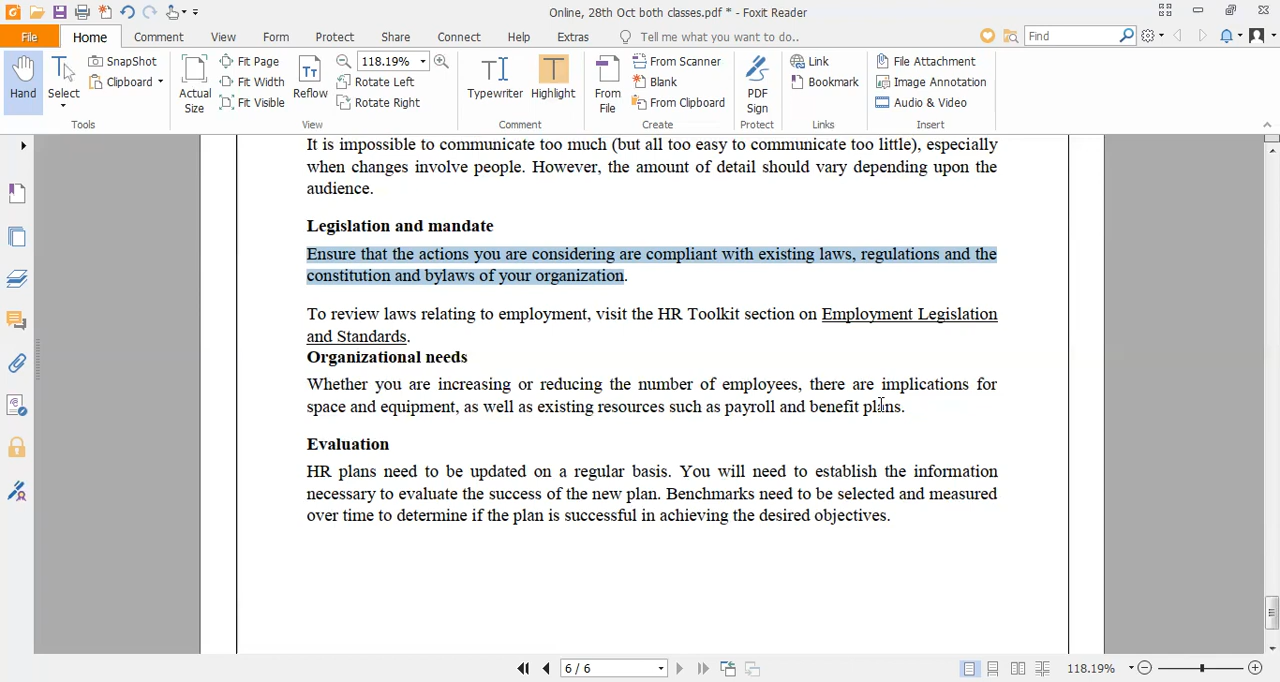 Online, 28th Oct both classes.pdf * - Foxit Reader
File Home Comment View Form Protect Share Connect Help Extras Tell me what you want to do.. Find
Hand
Select
SnapShot
Clipboard
Tools
Actual Size
Fit Page
Fit Width
Fit Visible
Reflow
118.19%
Rotate Left
Rotate Right
View
Typewriter
Highlight
Comment
From File
From Scanner
Blank
From Clipboard
Create
PDF Sign
Protect
Link
Bookmark
Links
File Attachment
Image Annotation
Audio & Video
Insert
It is impossible to communicate too much (but all too easy to communicate too little), especially
when changes involve people. However, the amount of detail should vary depending upon the
audience.
Legislation and mandate
Ensure that the actions you are considering are compliant with existing laws, regulations and the
constitution and bylaws of your organization.
To review laws relating to employment, visit the HR Toolkit section on Employment Legislation
and Standards.
Organizational needs
Whether you are increasing or reducing the number of employees, there are implications for
space and equipment, as well as existing resources such as payroll and benefit plans.
Evaluation
HR plans need to be updated on a regular basis. You will need to establish the information
necessary to evaluate the success of the new plan. Benchmarks need to be selected and measured
over time to determine if the plan is successful in achieving the desired objectives.
6 / 6
118.19%